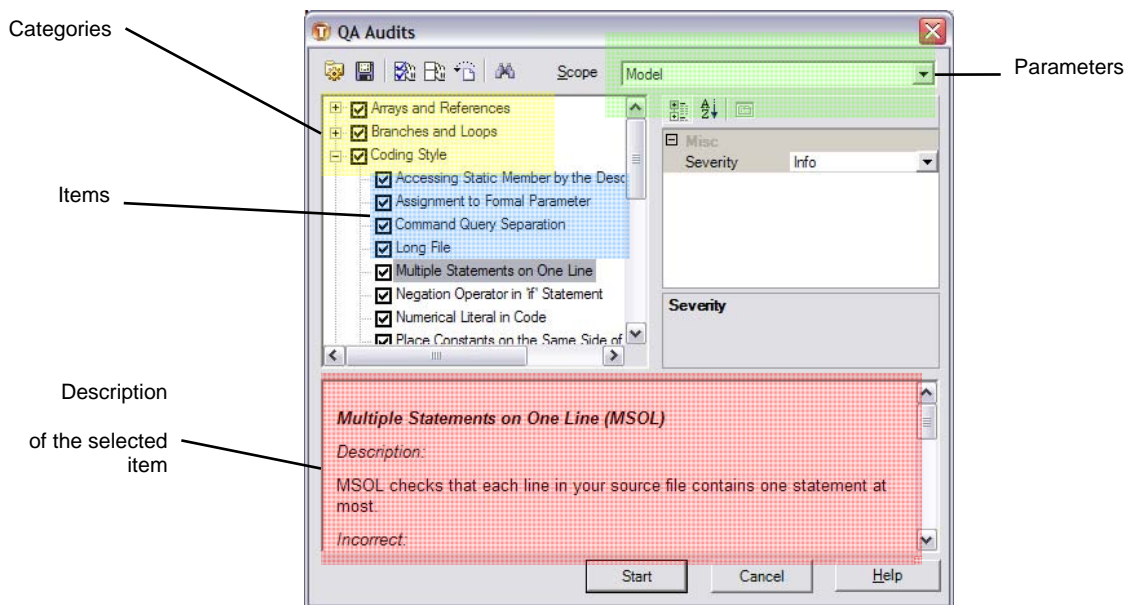 QA Audits
Categories
Scope
Model
Parameters
Arrays and References
Branches and Loops
Coding Style
Accessing Static Member by the Desc
Items
Assignment to Formal Parameter
Command Query Separation
Long File
Multiple Statements on One Line
Negation Operator in 'if' Statement
Numerical Literal in Code
Place Constants on the Same Side of
Misc
Severity
Info
Severity
Description
of the selected
item
Multiple Statements on One Line (MSOL)
Description:
MSOL checks that each line in your source file contains one statement at
most.
Incorrect:
Start
Cancel
Help